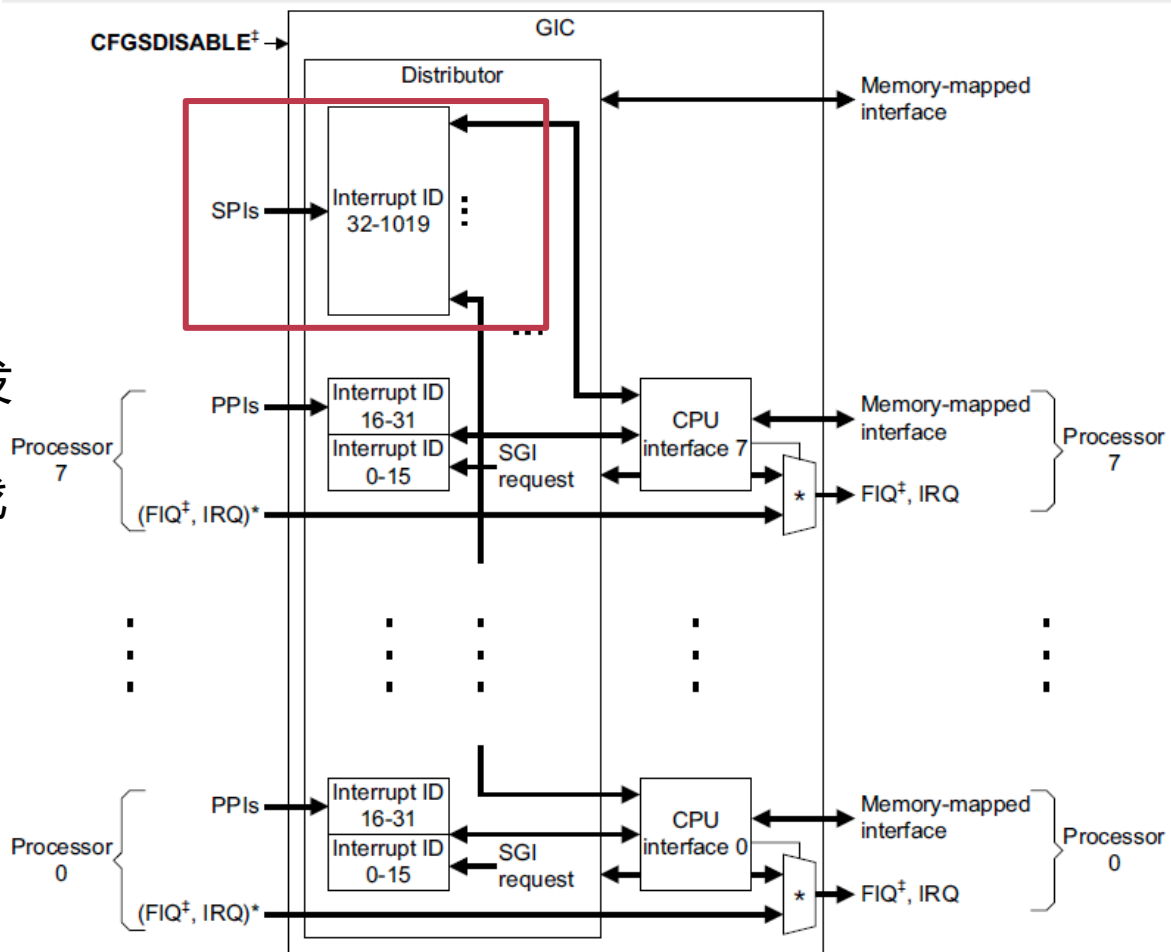 GIC
CFGSDISABLE‡
Distributor
Memory-mapped
interface
SPIs
Interrupt ID
32-1019
发
PPIs
Interrupt ID
16-31
Interrupt ID
0-15
SGI
request
CPU
interface 7
Memory-mapped
interface
Processor
7
Processor
7
(FIQ‡, IRQ)*
*
FIQ‡, IRQ
PPIs
Interrupt ID
16-31
Interrupt ID
0-15
SGI
request
CPU
interface 0
Memory-mapped
interface
Processor
0
Processor
0
(FIQ‡, IRQ)*
*
FIQ‡, IRQ